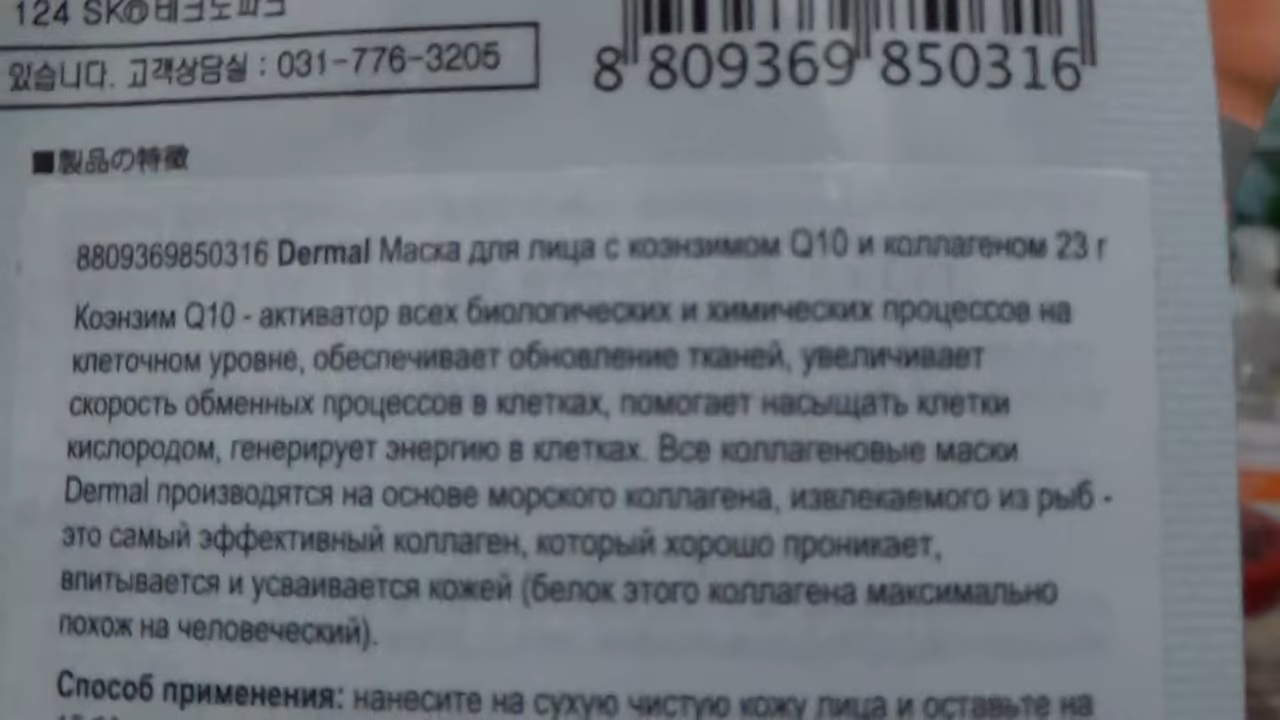 124 SK@테크노파크
있습니다. 고객상담실 : 031-776-3205
8 809369 850316
■製品の特徴
8809369850316 Dermal Маска для лица с коэнзимом Q10 и коллагеном 23 г
Коэнзим Q10 - активатор всех биологических и химических процессов на
клеточном уровне, обеспечивает обновление тканей, увеличивает
скорость обменных процессов в клетках, помогает насыщать клетки
кислородом, генерирует энергию в клетках. Все коллагеновые маски
Dermal производятся на основе морского коллагена, извлекаемого из рыб -
это самый эффективный коллаген, который хорошо проникает,
впитывается и усваивается кожей (белок этого коллагена максимально
похож на человеческий).
Способ применения: нанесите на сухую чистую кожу лица и оставьте на